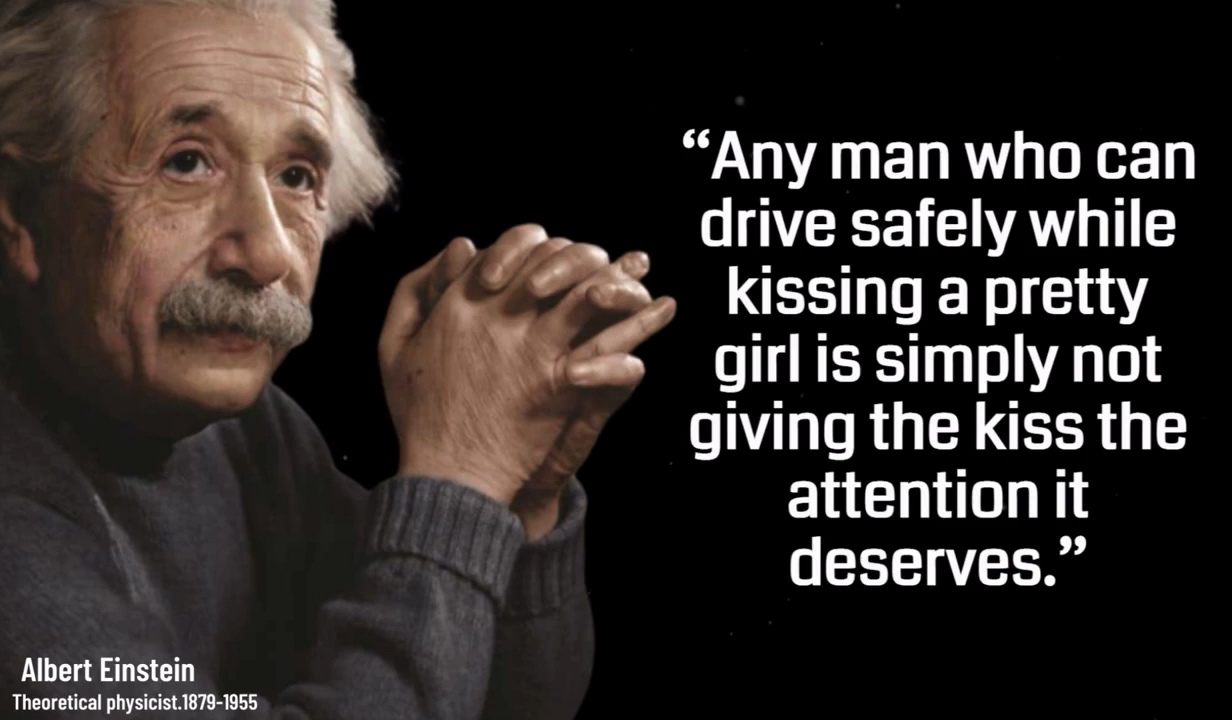 “Any man who can
drive safely while
kissing a pretty
girl is simply not
giving the kiss the
attention it
deserves.”
Albert Einstein
Theoretical physicist.1879-1955